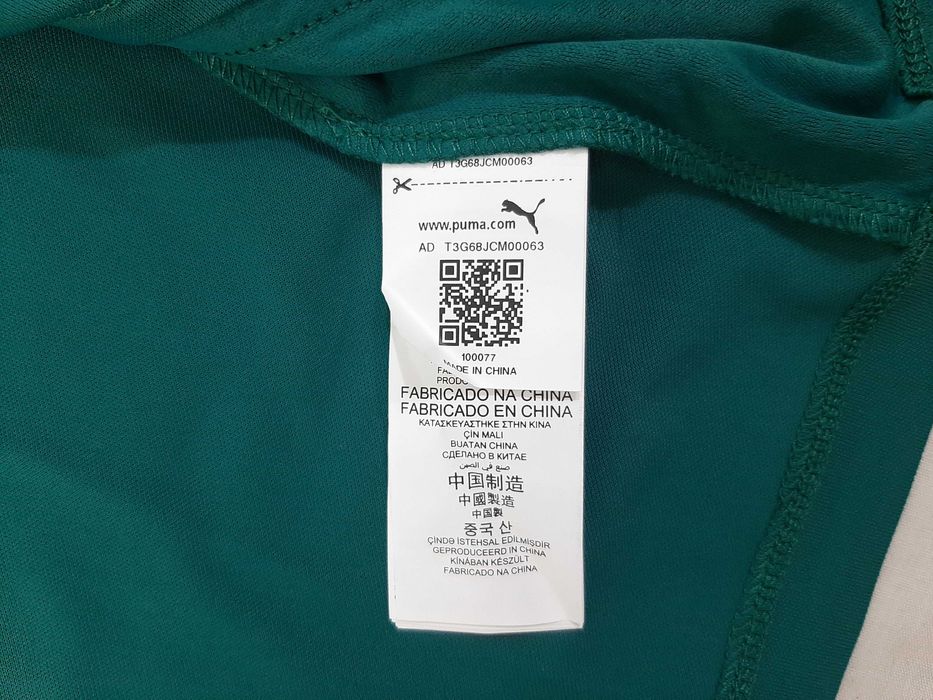 AD T3G68JCM00063
www.puma.com
AD T3G68JCM00063
100077
MADE IN CHINA
FABRICADO NA CHINA
FABRICADO EN CHINA
ΚΑΤΑΣΚΕΥΑΣΤΗΚΕ ΣΤΗΝ ΚΙΝΑ
ÇİN MALI
BUATAN CHINA
СДЕЛАНО В КИТАЕ
صنع في الصين
中国制造
中國製造
中国製
중국 산
ÇİNDƏ İSTEHSAL EDİLMİŞDİR
GEPRODUCEERD IN CHINA
KÍNÁBAN KÉSZÜLT
FABRICADO NA CHINA